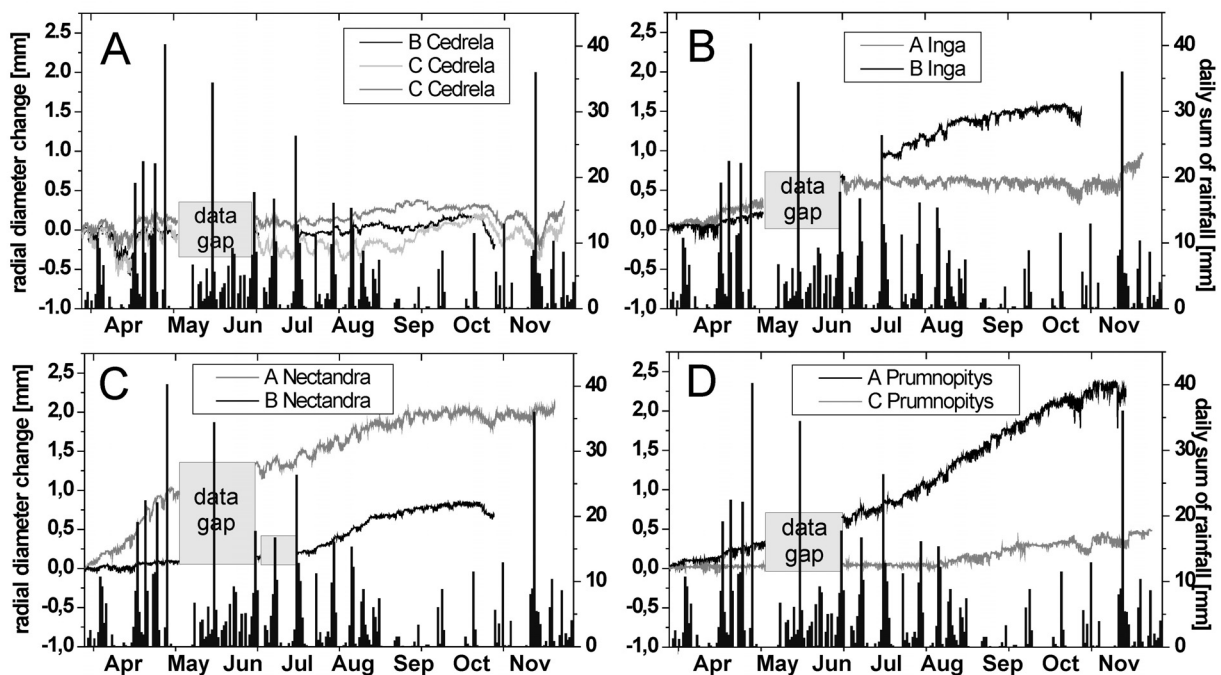 A
B Cedrela
C Cedrela
C Cedrela
radial diameter change [mm]
2.5
2.0
1.5
1.0
0.5
0.0
-0.5
-1.0
40
30
20
10
0
data
gap
Apr May Jun Jul Aug Sep Oct Nov
B
A Inga
B Inga
2.5
2,0
1,5
1,0
0,5
0,0
-0,5
-1,0
40
30
20
10
0
daily sum of rainfall [mm]
data
gap
Apr May Jun Jul Aug Sep Oct Nov
C
A Nectandra
B Nectandra
radial diameter change [mm]
2,5
2,0
1,5
1,0
0,5
0,0
-0,5
-1,0
40
30
20
10
0
data
gap
Apr May Jun Jul Aug Sep Oct Nov
D
A Prumnopitys
C Prumnopitys
2,5
2,0
1,5
1,0
0,5
0,0
-0,5
-1,0
40
30
20
10
0
daily sum of rainfall [mm]
data
gap
Apr May Jun Jul Aug Sep Oct Nov